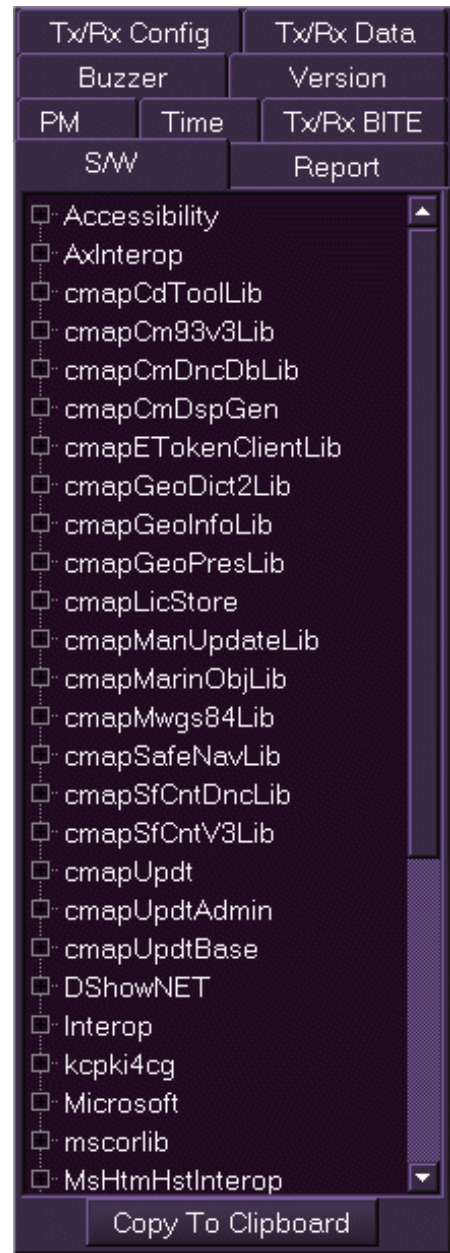 Tx/Rx Config Tx/Rx Data
Buzzer Version
PM Time Tx/Rx BITE
S/W Report
Accessibility
AxInterop
cmapCdToolLib
cmapCm93v3Lib
cmapCmDncDbLib
cmapCmDspGen
cmapETokenClientLib
cmapGeoDict2Lib
cmapGeoInfoLib
cmapGeoPresLib
cmapLicStore
cmapManUpdateLib
cmapMarinObjLib
cmapMwgs84Lib
cmapSafeNavLib
cmapSfCntDncLib
cmapSfCntV3Lib
cmapUpdt
cmapUpdtAdmin
cmapUpdtBase
DShowNET
Interop
kcpki4cg
Microsoft
mscorlib
MsHtmHstInterop
Copy To Clipboard